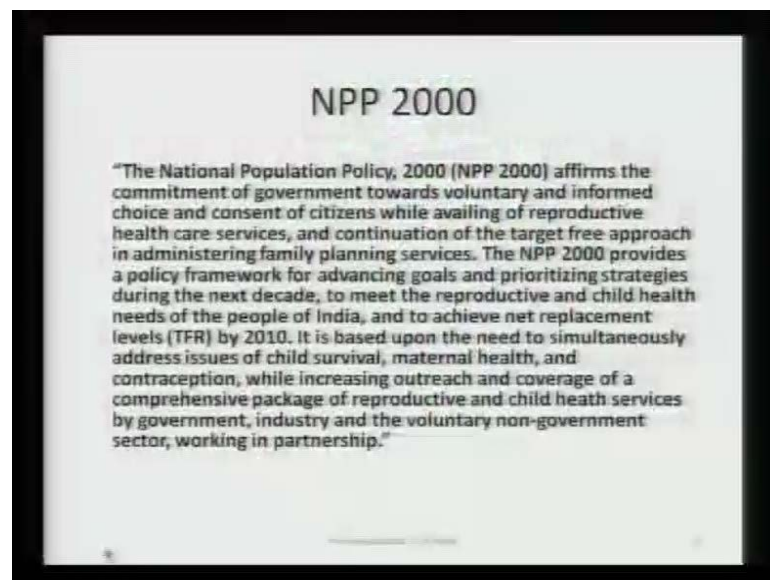 NPP 2000
"The National Population Policy, 2000 (NPP 2000) affirms the
commitment of government towards voluntary and informed
choice and consent of citizens while availing of reproductive
health care services, and continuation of the target free approach
in administering family planning services. The NPP 2000 provides
a policy framework for advancing goals and prioritizing strategies
during the next decade, to meet the reproductive and child health
needs of the people of India, and to achieve net replacement
levels (TFR) by 2010. It is based upon the need to simultaneously
address issues of child survival, maternal health, and
contraception, while increasing outreach and coverage of a
comprehensive package of reproductive and child heath services
by government, industry and the voluntary non-government
sector, working in partnership."